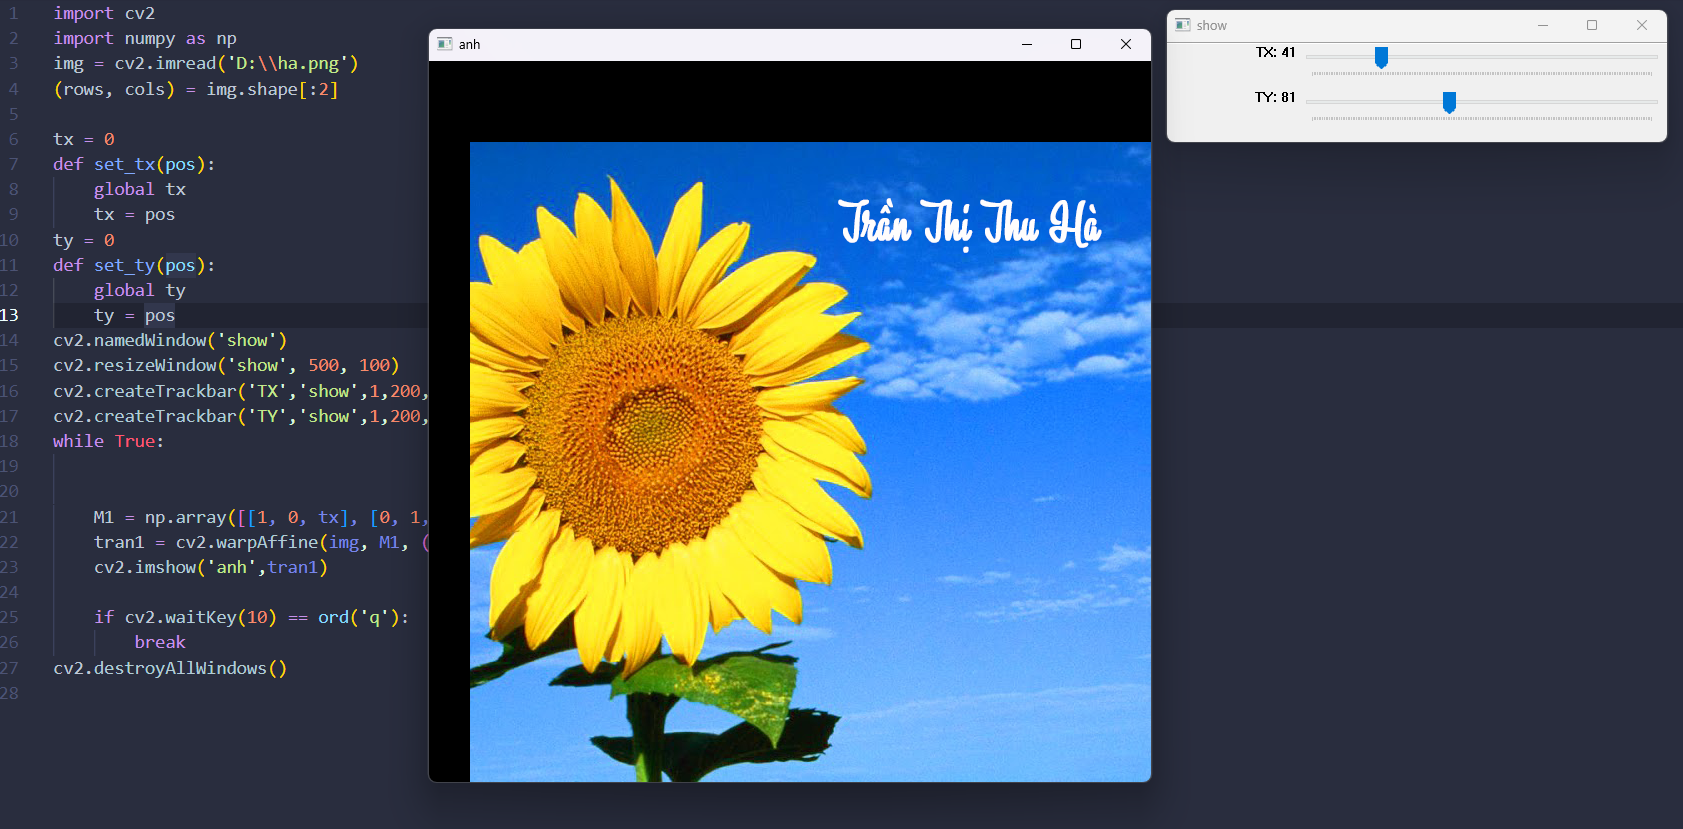 1 import cv2
2 import numpy as np
3 img = cv2.imread('D:\\ha.png')
4 (rows, cols) = img.shape[:2]
5
6 tx = 0
7 def set_tx(pos):
8 global tx
9 tx = pos
10 ty = 0
11 def set_ty(pos):
12 global ty
13 ty = pos
14 cv2.namedWindow('show')
15 cv2.resizeWindow('show', 500, 100)
16 cv2.createTrackbar('TX','show',1,200,
17 cv2.createTrackbar('TY','show',1,200,
18 while True:
19
20
21 M1 = np.array([[1, 0, tx], [0, 1,
22 tran1 = cv2.warpAffine(img, M1, (
23 cv2.imshow('anh',tran1)
24
25 if cv2.waitKey(10) == ord('q'):
26 break
27 cv2.destroyAllWindows()
28
anh
Trần Thị Thu Hà
show
TX: 41
TY: 81